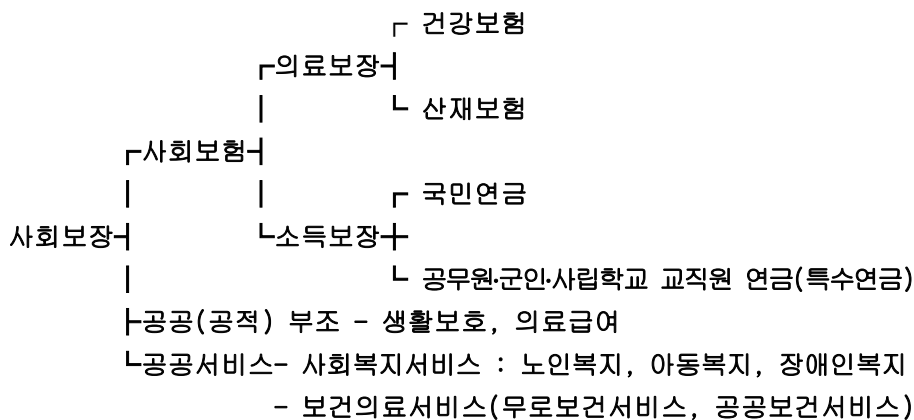 건강보험
의료보장
산재보험
사회보험
국민연금
사회보장 소득보장
공무원·군인·사립학교 교직원 연금(특수연금)
공공(공적) 부조 - 생활보호, 의료급여
공공서비스- 사회복지서비스 : 노인복지, 아동복지, 장애인복지
- 보건의료서비스(무로보건서비스, 공공보건서비스)